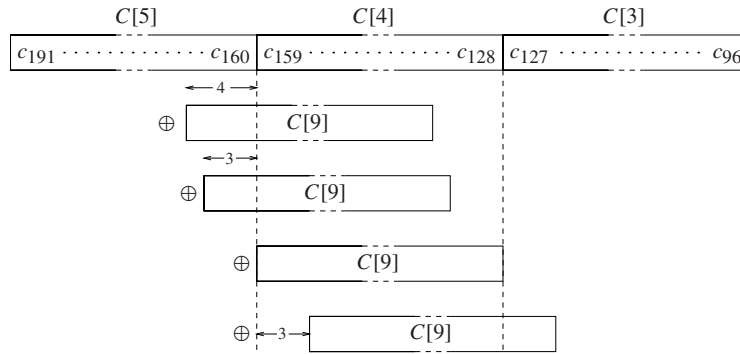 C[5] C[4] C[3]
c191 · · · · · · · · · · · c160 c159 · · · · · · · · · · · c128 c127 · · · · · · · · · · · c96
4
⊕ C[9]
3
⊕ C[9]
⊕ C[9]
⊕ 3 C[9]